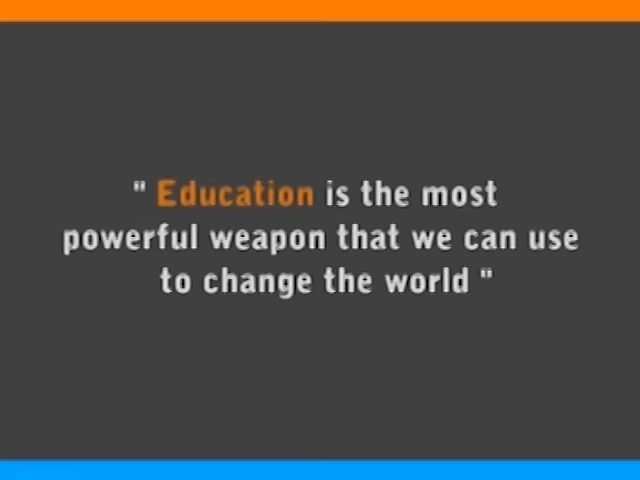 " Education is the most
powerful weapon that we can use
to change the world "